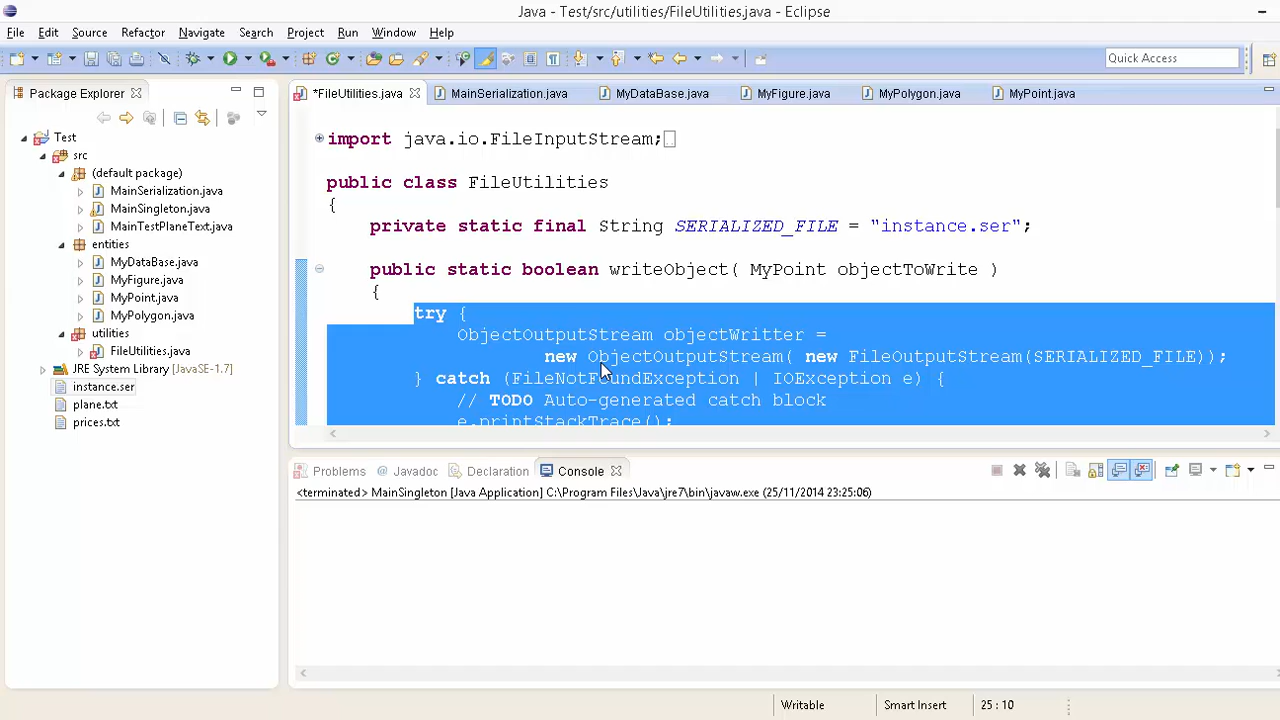 Java - Test/src/utilities/FileUtilities.java - Eclipse
File Edit Source Refactor Navigate Search Project Run Window Help
Quick Access
Package Explorer
*FileUtilities.java MainSerialization.java MyDataBase.java MyFigure.java MyPolygon.java MyPoint.java
Test
src
(default package)
MainSerialization.java
MainSingleton.java
MainTestPlaneText.java
entities
MyDataBase.java
MyFigure.java
MyPoint.java
MyPolygon.java
utilities
FileUtilities.java
JRE System Library [JavaSE-1.7]
instance.ser
plane.txt
prices.txt
import java.io.FileInputStream;
public class FileUtilities
{
private static final String SERIALIZED_FILE = "instance.ser";
public static boolean writeObject( MyPoint objectToWrite )
{
try {
ObjectOutputStream objectWritter =
new ObjectOutputStream( new FileOutputStream(SERIALIZED_FILE));
} catch (FileNotFoundException | IOException e) {
// TODO Auto-generated catch block
e.printStackTrace();
Problems Javadoc Declaration Console
<terminated> MainSingleton [Java Application] C:\Program Files\Java\jre7\bin\javaw.exe (25/11/2014 23:25:06)
Writable Smart Insert 25 : 10